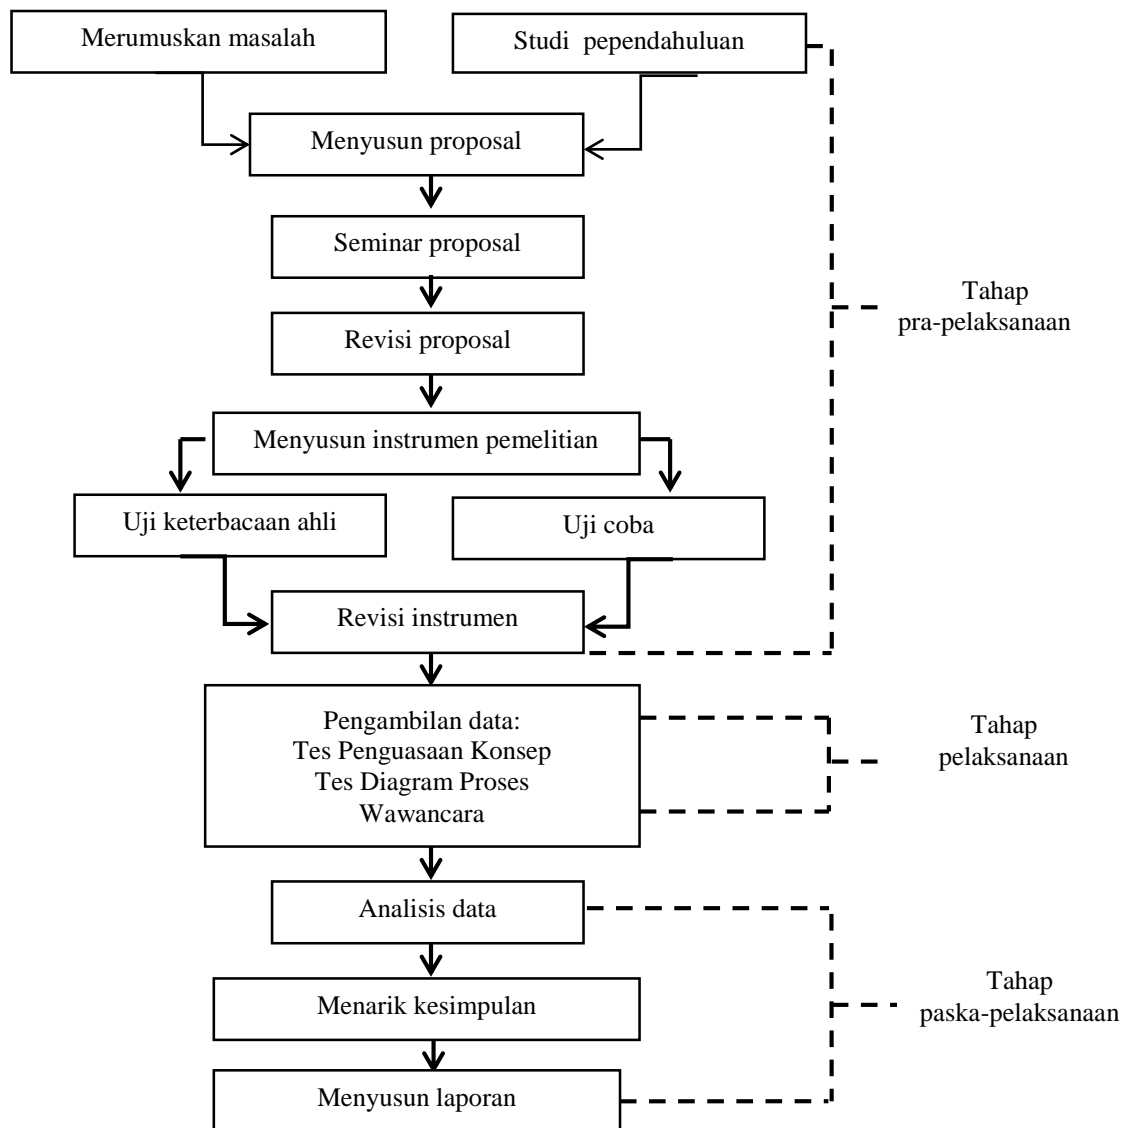 Merumuskan masalah
Studi pependahuluan
Menyusun proposal
Seminar proposal
Revisi proposal
Tahap
pra-pelaksanaan
Menyusun instrumen pemelitian
Uji keterbacaan ahli
Uji coba
Revisi instrumen
Pengambilan data:
Tes Penguasaan Konsep
Tes Diagram Proses
Wawancara
Tahap
pelaksanaan
Analisis data
Menarik kesimpulan
Tahap
paska-pelaksanaan
Menyusun laporan